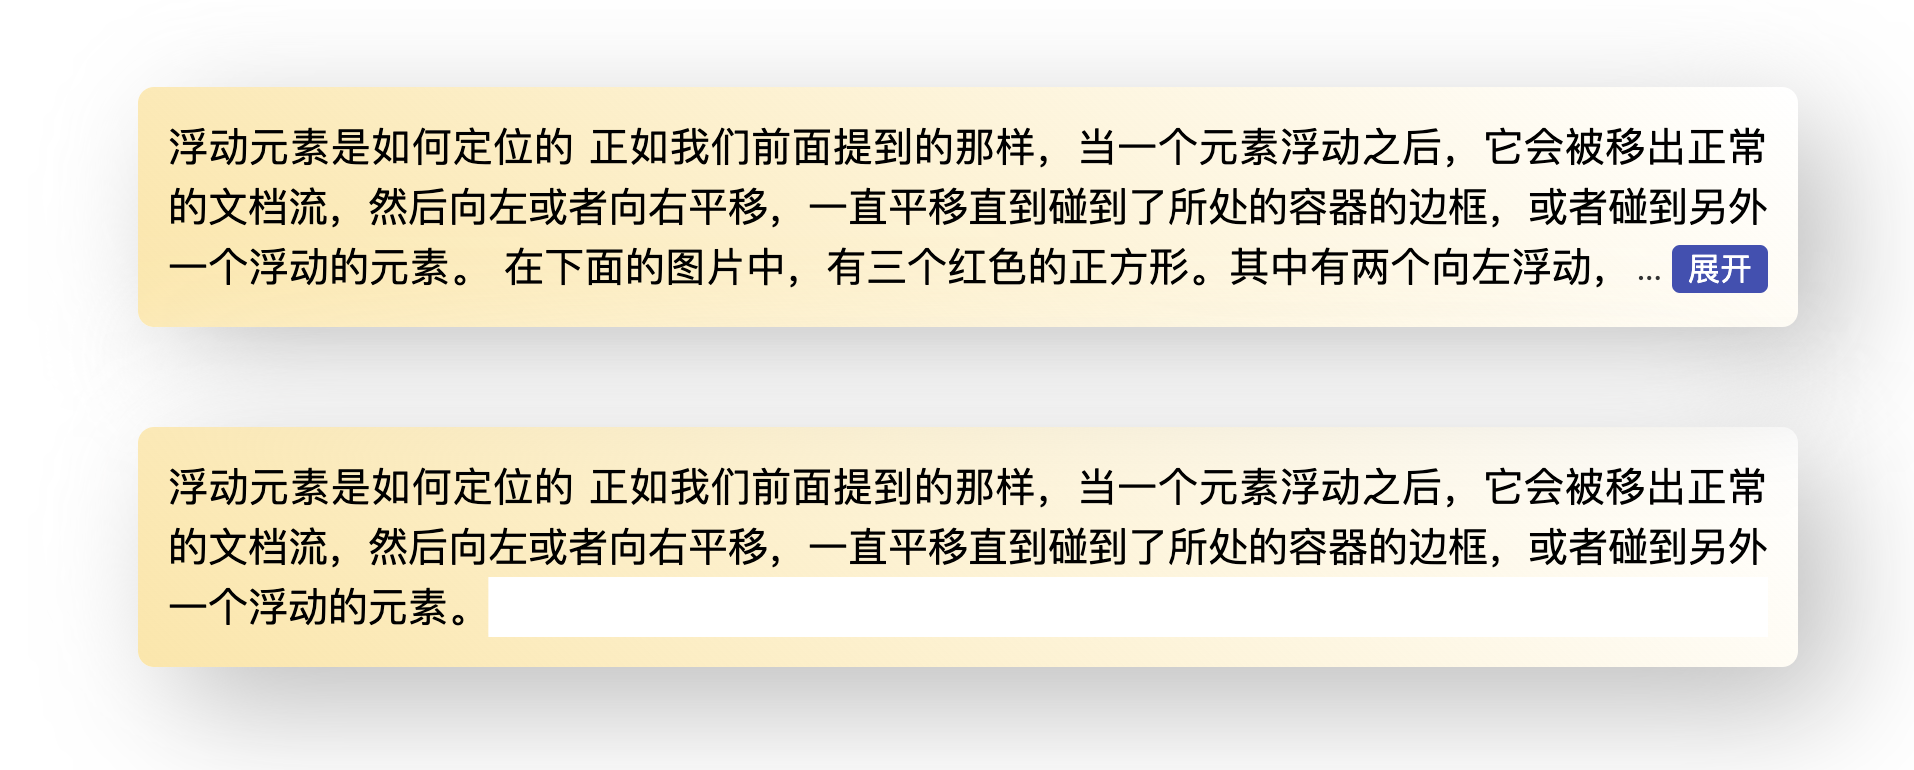 浮动元素是如何定位的 正如我们前面提到的那样，当一个元素浮动之后，它会被移出正常
的文档流，然后向左或者向右平移，一直平移直到碰到了所处的容器的边框，或者碰到另外
一个浮动的元素。 在下面的图片中，有三个红色的正方形。其中有两个向左浮动， ... 展开
浮动元素是如何定位的 正如我们前面提到的那样，当一个元素浮动之后，它会被移出正常
的文档流，然后向左或者向右平移，一直平移直到碰到了所处的容器的边框，或者碰到另外
一个浮动的元素。